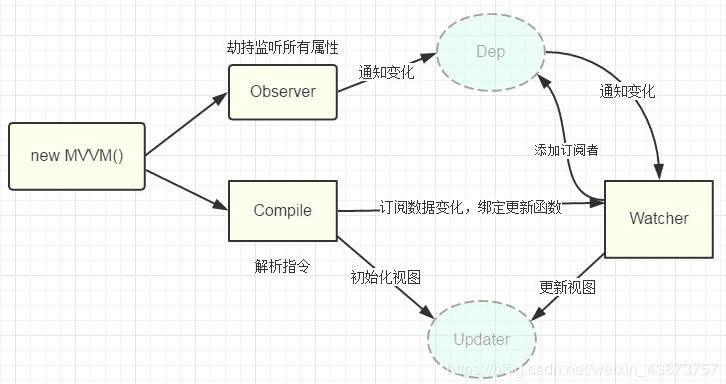 劫持监听所有属性
Dep
通知变化
Observer
通知变化
new MVVM()
添加订阅者
Compile
订阅数据变化，绑定更新函数
Watcher
解析指令
初始化视图
更新视图
Updater
https://blog.csdn.net/weixin_43873757